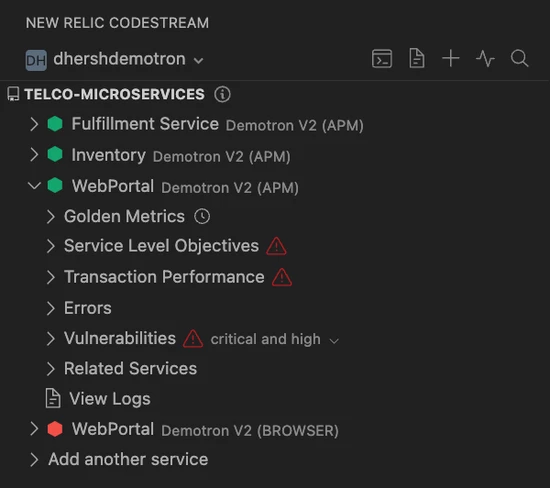 NEW RELIC CODESTREAM
DH dhershdemotron
TELCO-MICROSERVICES
Fulfillment Service Demotron V2 (APM)
Inventory Demotron V2 (APM)
WebPortal Demotron V2 (APM)
Golden Metrics
Service Level Objectives
Transaction Performance
Errors
Vulnerabilities critical and high
Related Services
View Logs
WebPortal Demotron V2 (BROWSER)
Add another service